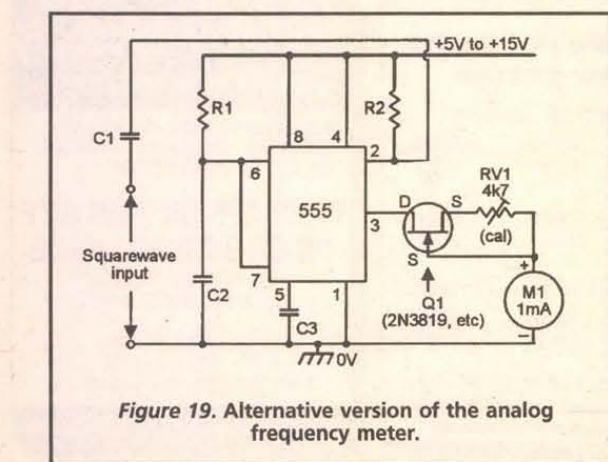 +5V to +15V
R1
R2
C1
8
4
2
6
555
3
D
S
RV1
4k7
(cal)
Squarewave
input
7
C2
5
1
S
+
M1
1mA
Q1
(2N3819, etc)
C3
–
0V
Figure 19. Alternative version of the analog
frequency meter.